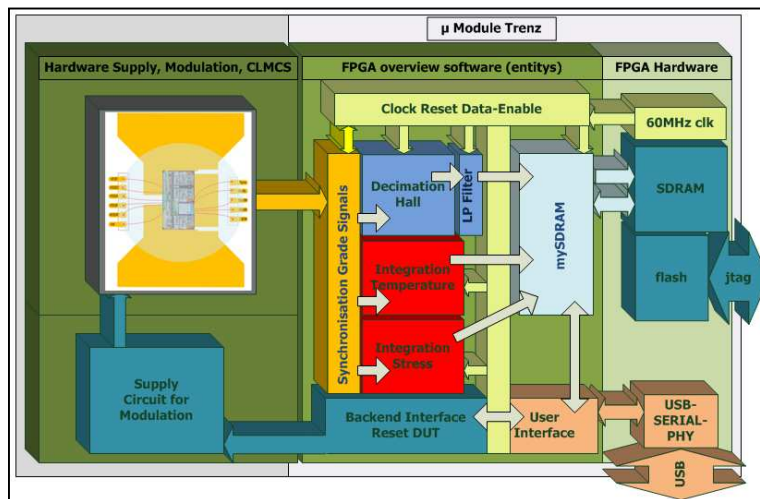 µ Module Trenz
Hardware Supply, Modulation, CLMCS
FPGA overview software (entitys)
FPGA Hardware
Clock Reset Data-Enable
60MHz clk
Synchronisation Grade Signals
Decimation
Hall
LP Filter
mySDRAM
SDRAM
Integration
Temperature
flash
jtag
Integration
Stress
Supply
Circuit for
Modulation
Backend Interface
Reset DUT
User
Interface
USB-
SERIAL-
PHY
USB